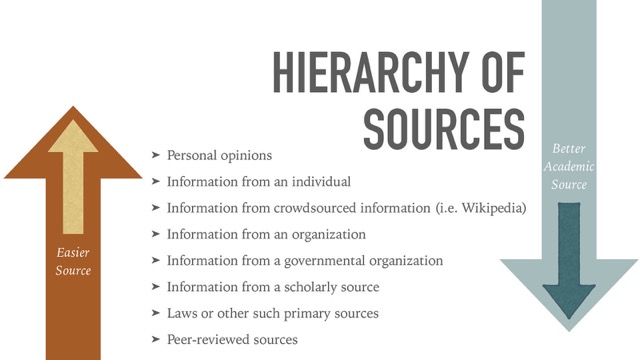 HIERARCHY OF
SOURCES
➤ Personal opinions
➤ Information from an individual
➤ Information from crowdsourced information (i.e. Wikipedia)
➤ Information from an organization
➤ Information from a governmental organization
➤ Information from a scholarly source
➤ Laws or other such primary sources
➤ Peer-reviewed sources
Easier
Source
Better
Academic
Source